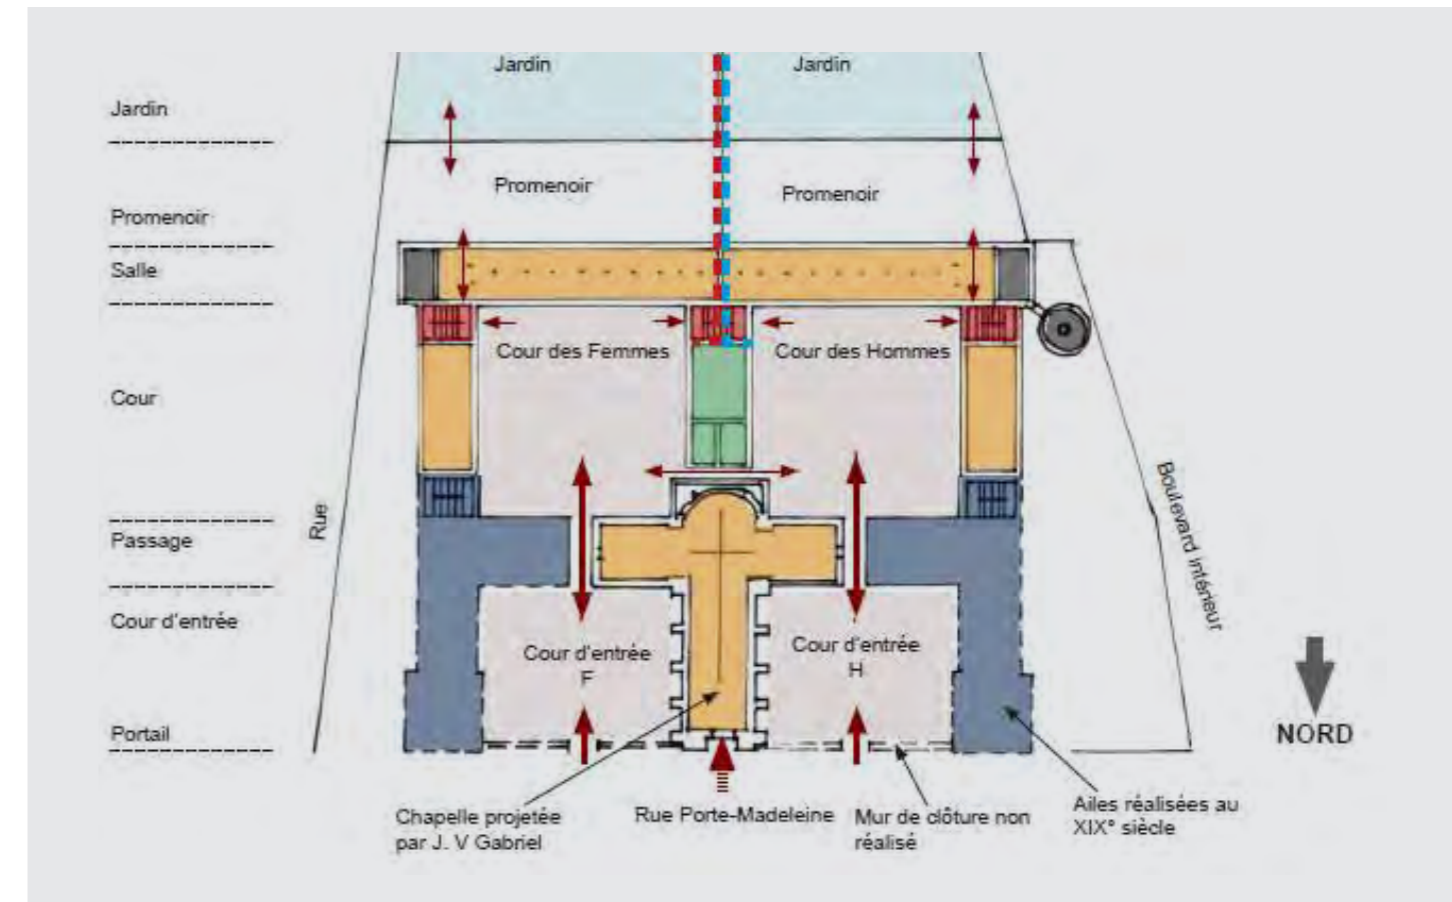 Jardin
Jardin
Jardin
Promenoir
Promenoir
Promenoir
Salle
Cour des Femmes
Cour des Hommes
Cour
Rue
Boulevard intérieur
Passage
Cour d'entrée
Cour d'entrée
F
Cour d'entrée
H
Portail
NORD
Chapelle projetée
par J. V Gabriel
Rue Porte-Madeleine
Mur de clôture non
réalisé
Ailes réalisées au
XIX° siècle